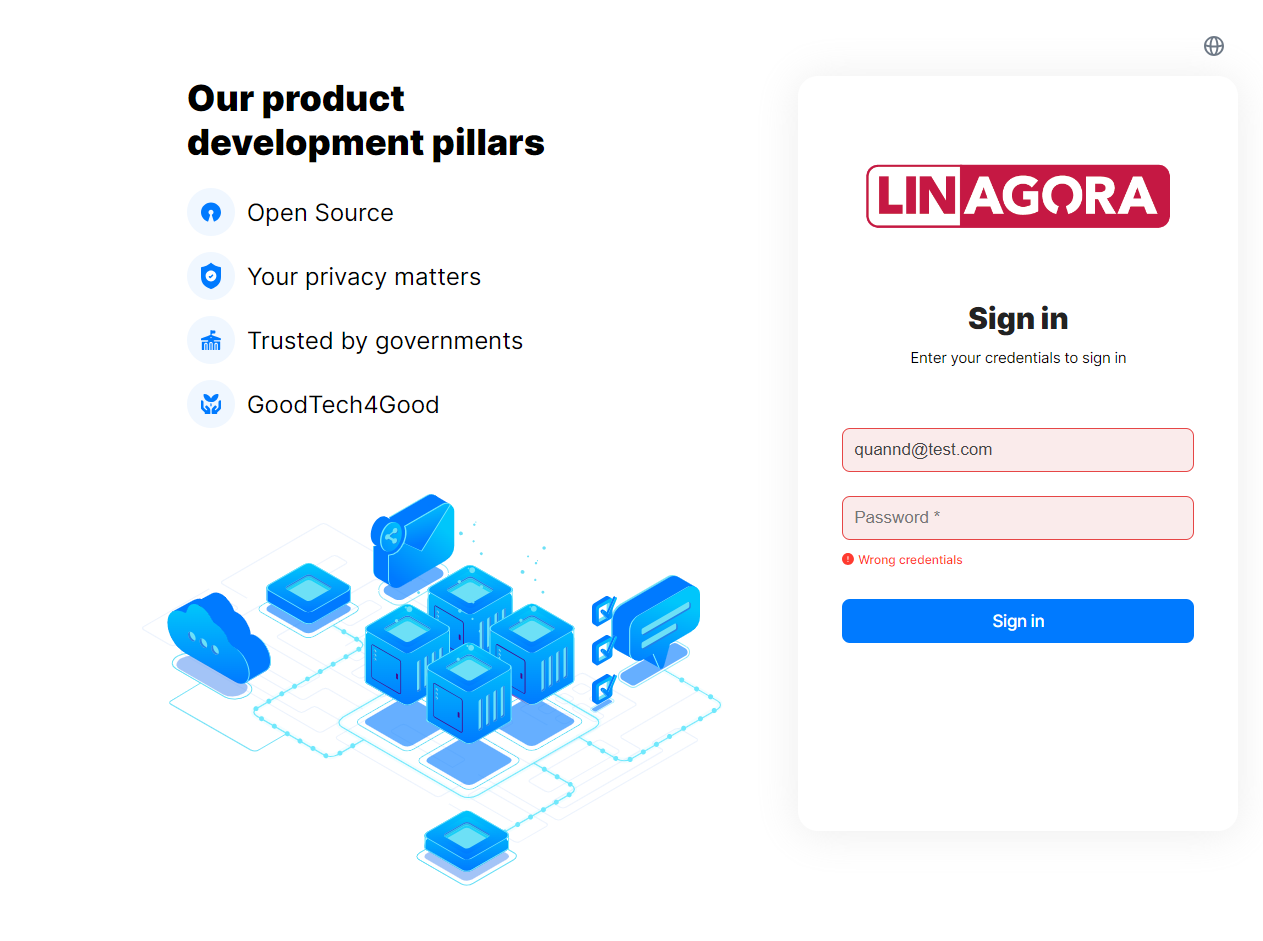 Our product
development pillars
Open Source
Your privacy matters
Trusted by governments
GoodTech4Good
LINAGORA
Sign in
Enter your credentials to sign in
quannd@test.com
Password *
Wrong credentials
Sign in